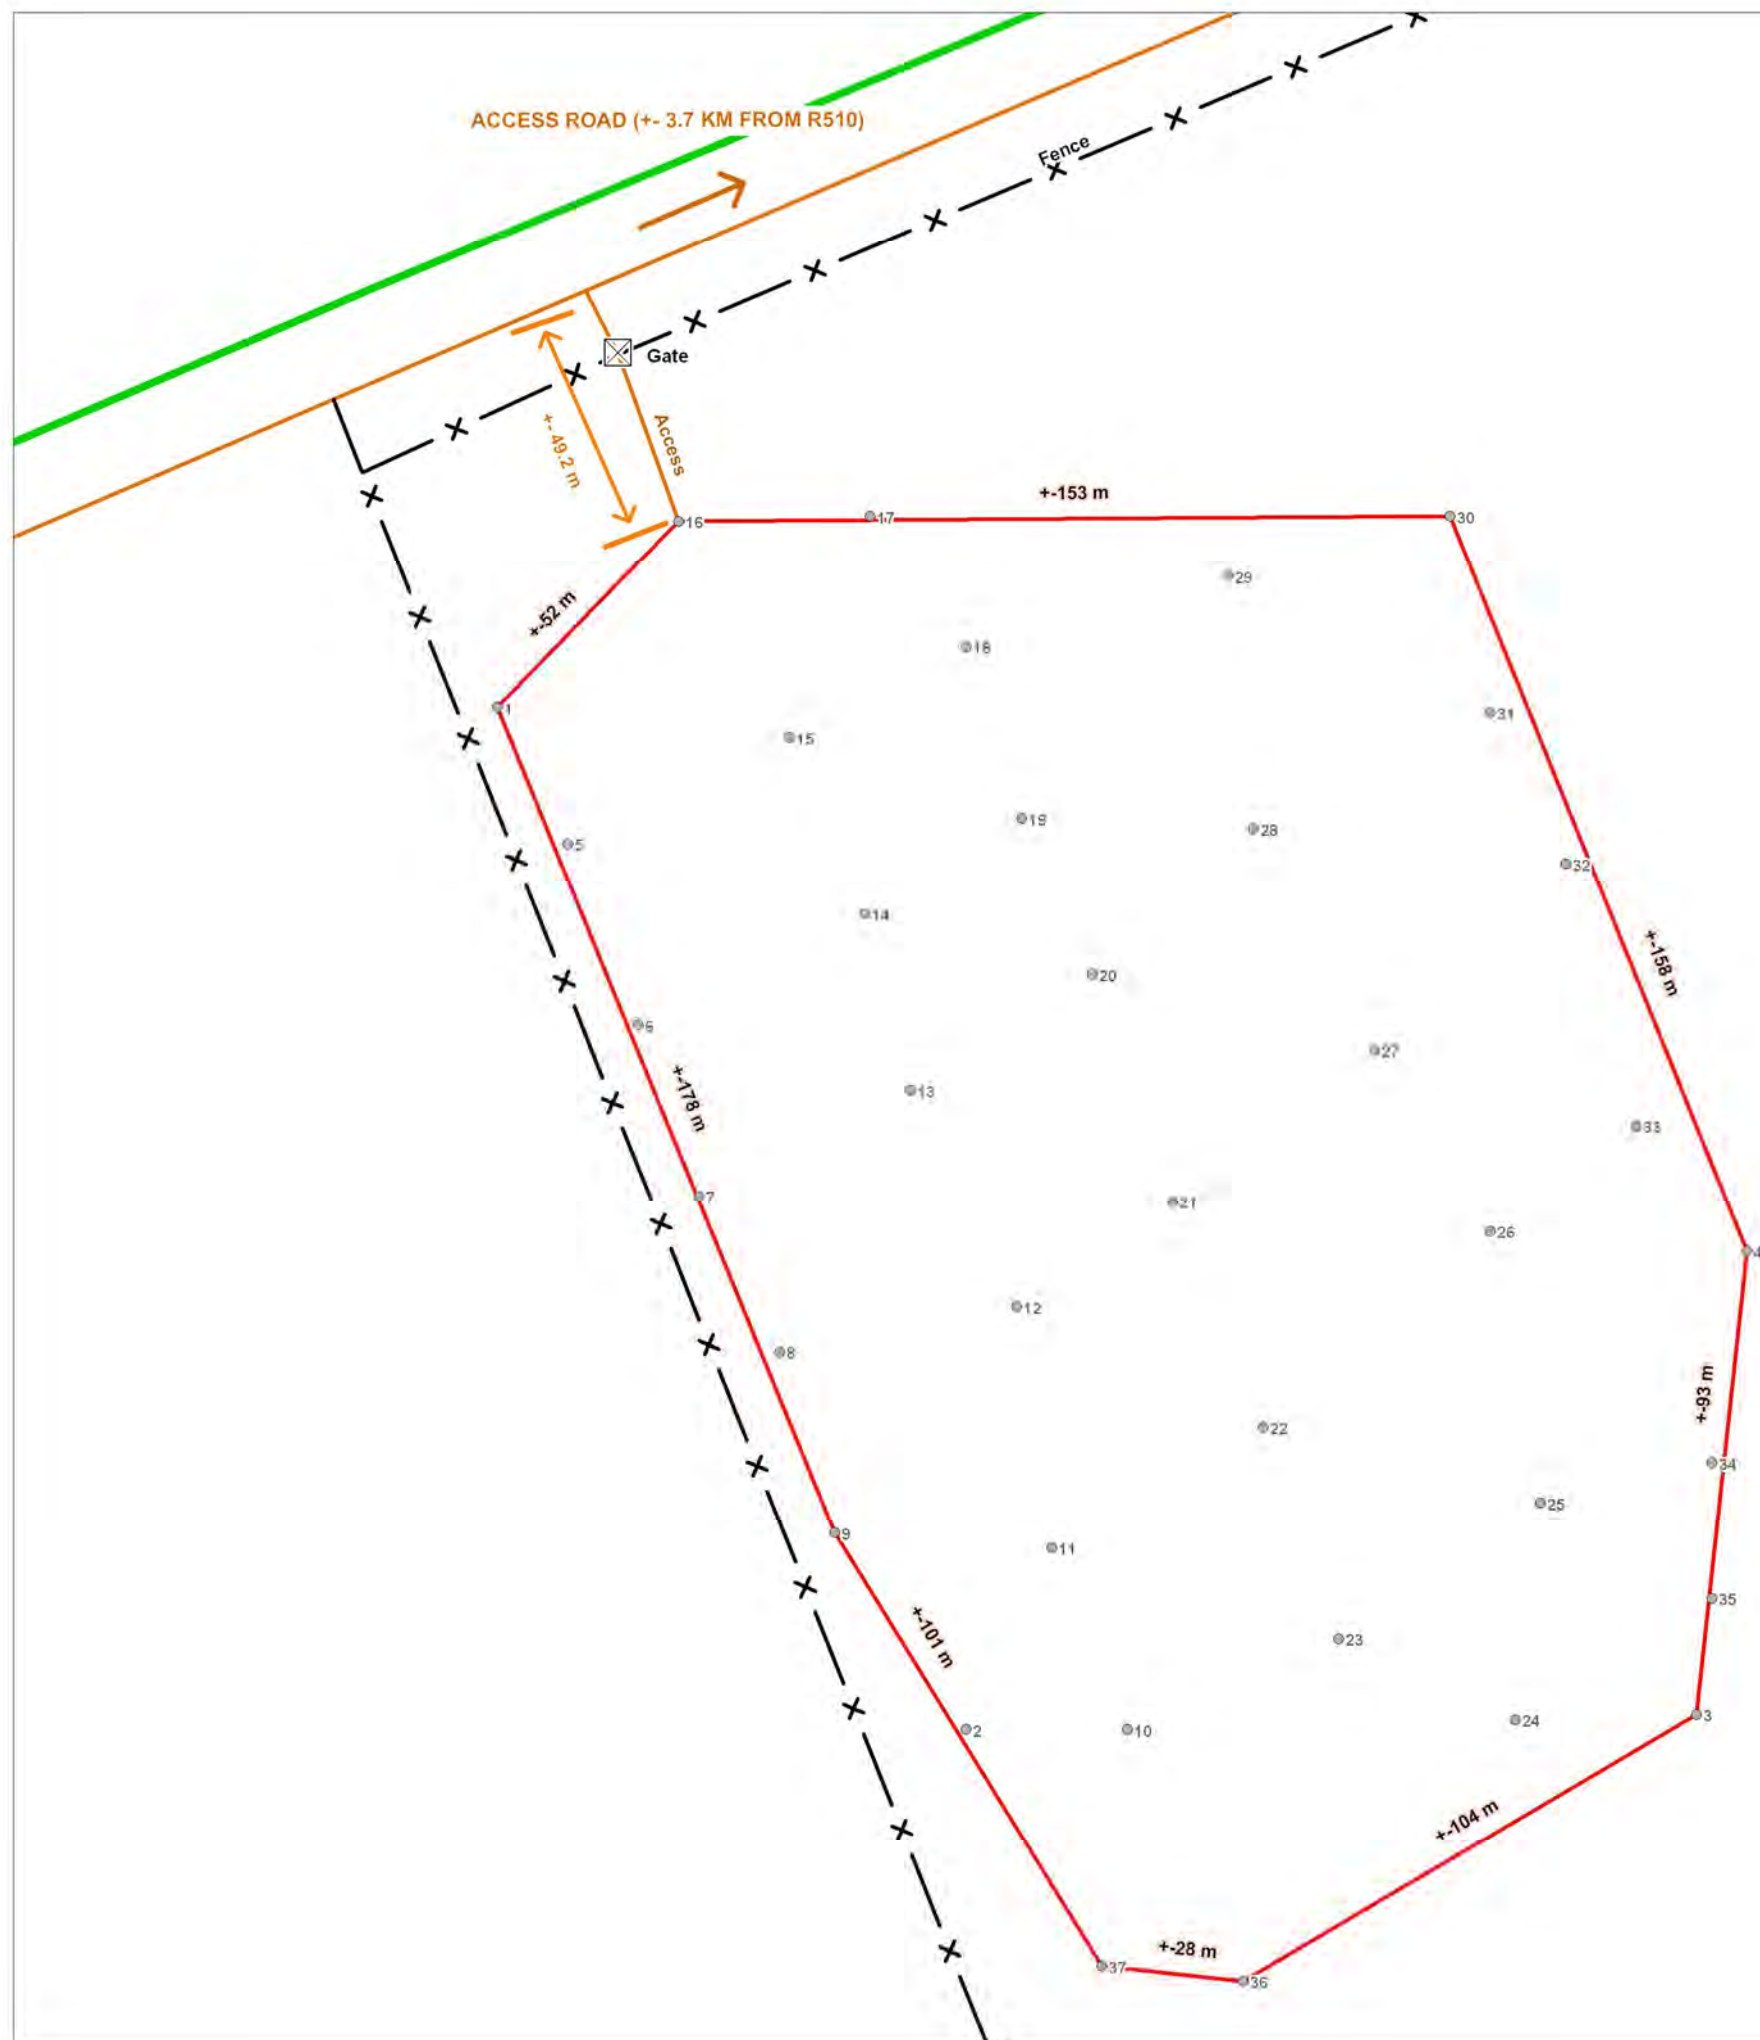 ACCESS ROAD (+- 3.7 KM FROM R510)
Fence
Gate
Access
+- 49.2 m
+-153 m
16
17
30
29
+-52 m
18
1
31
15
19
28
5
32
14
+-158 m
20
6
27
13
+-178 m
33
7
21
26
4
12
8
+-93 m
22
34
25
9
11
35
+-101 m
23
3
24
2
10
+-104 m
+-28 m
37
36